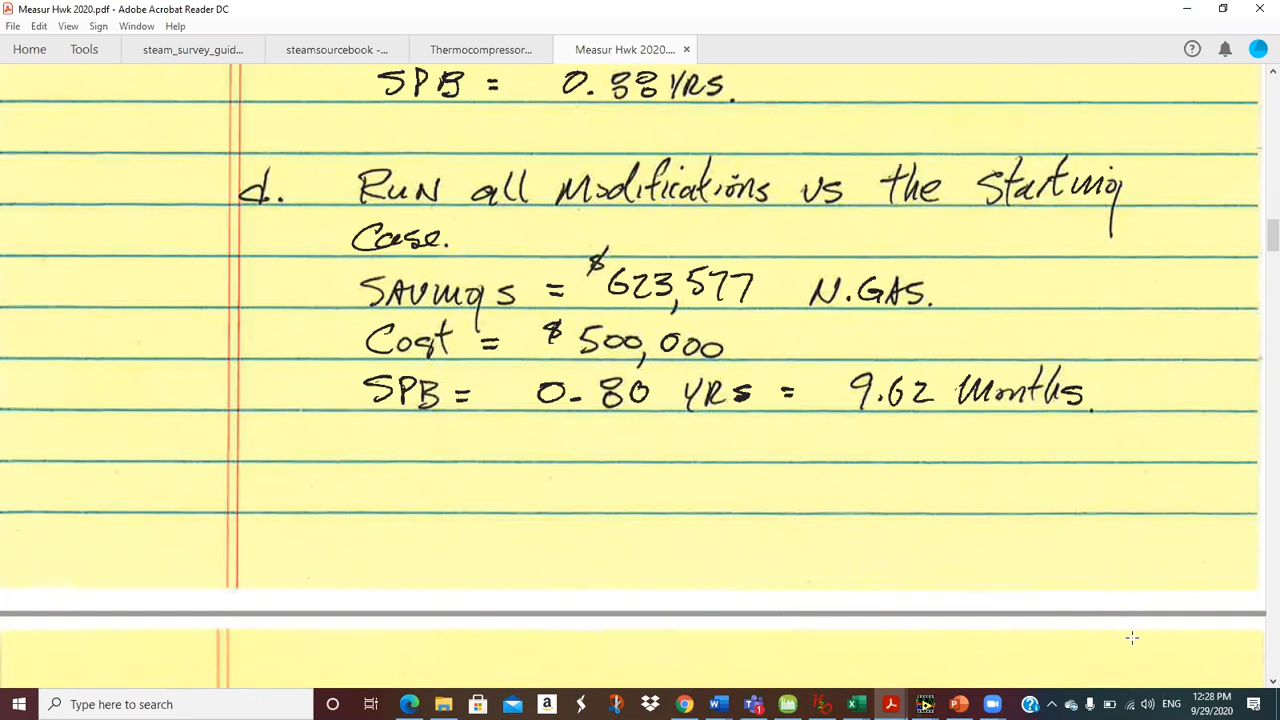 Measur Hwk 2020.pdf - Adobe Acrobat Reader DC
File Edit View Sign Window Help
Home Tools steam_survey_guid... steamsourcebook -... Thermocompressor... Measur Hwk 2020....
SPB = 0.88 YRS.
d. Run all Modifications vs the Starting
Case.
SAVings = $623,577 N.GAS.
Cost = $500,000
SPB = 0.80 YRS = 9.62 Months.
Type here to search
12:28 PM
9/29/2020